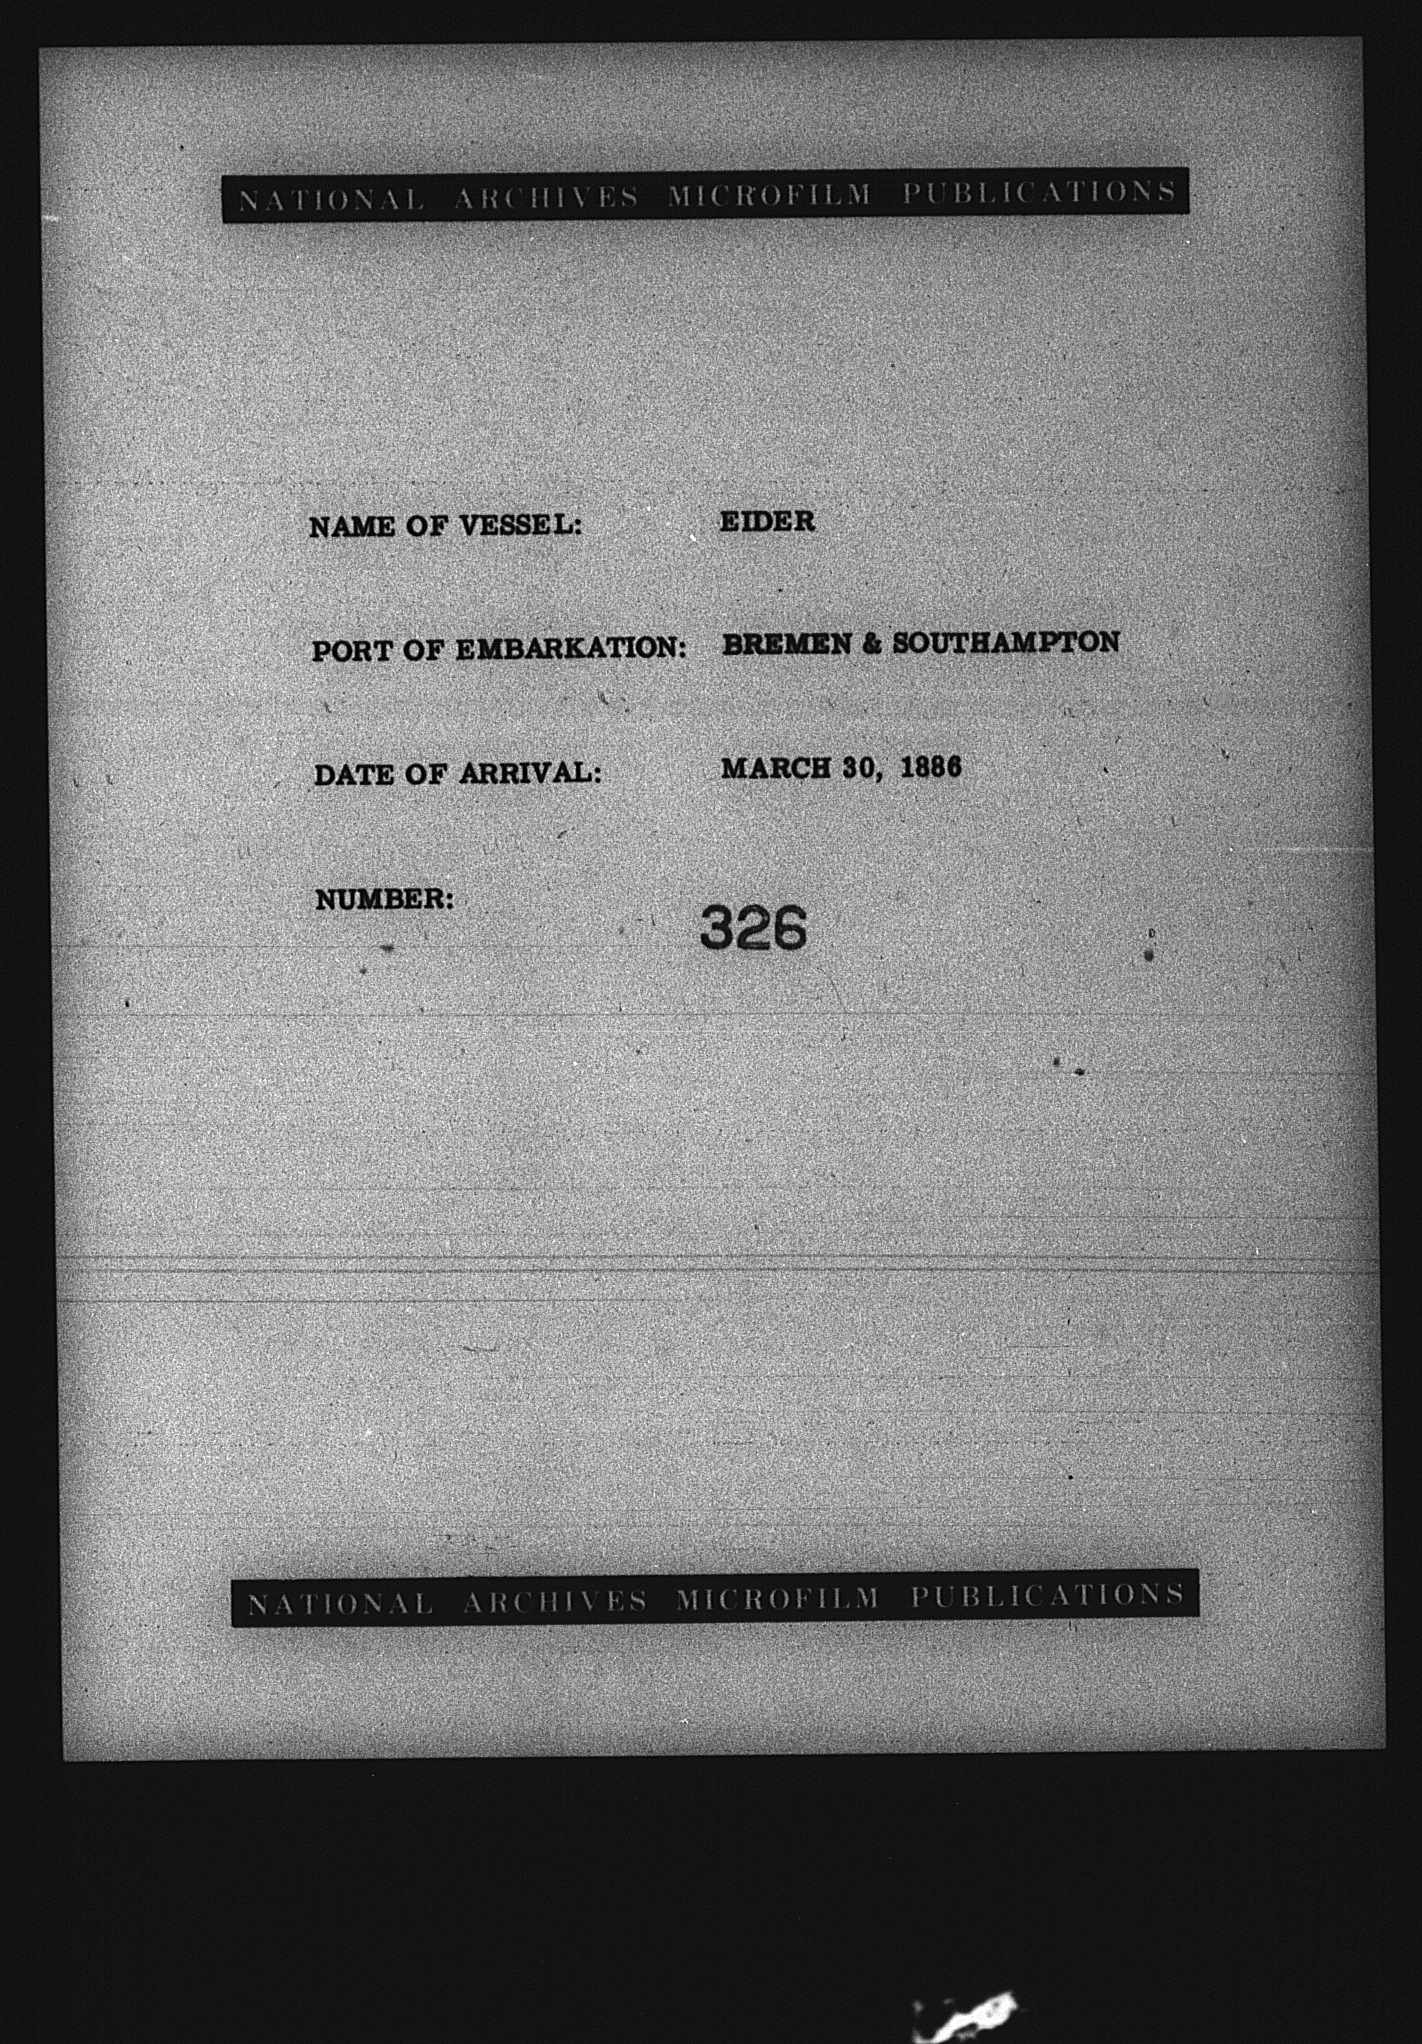 NATIONAL ARCHIVES MICROFILM PUBLICATIONS
NAME OF VESSEL: EIDER
PORT OF EMBARKATION: BREMEN & SOUTHAMPTON
DATE OF ARRIVAL: MARCH 30, 1886
NUMBER: 326
NATIONAL ARCHIVES MICROFILM PUBLICATIONS